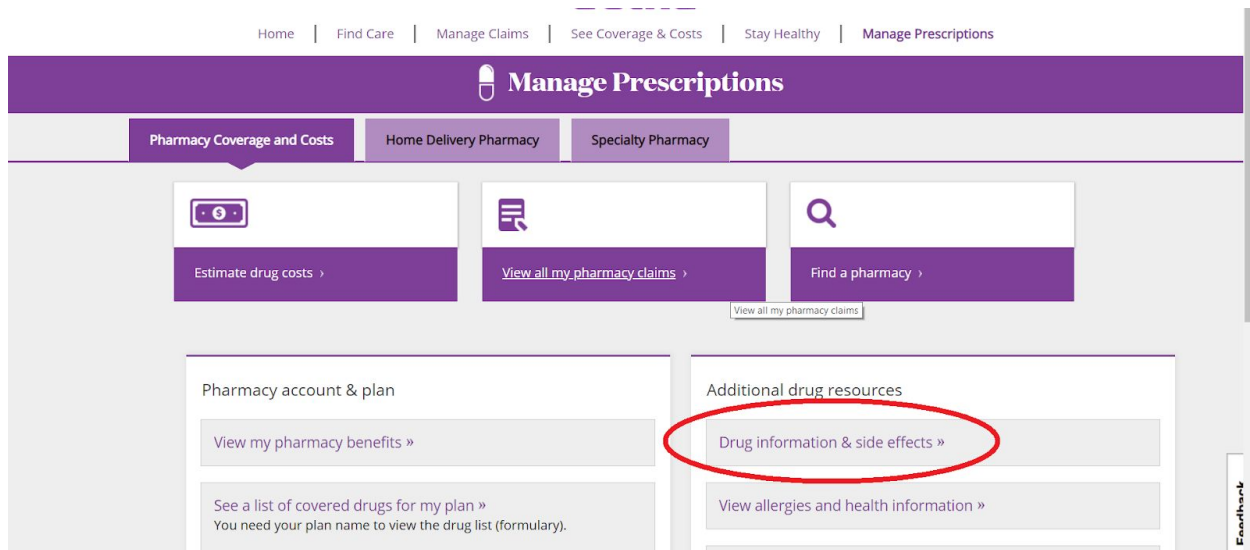 Home | Find Care | Manage Claims | See Coverage & Costs | Stay Healthy | Manage Prescriptions
Manage Prescriptions
Pharmacy Coverage and Costs
Home Delivery Pharmacy
Specialty Pharmacy
Estimate drug costs ›
View all my pharmacy claims ›
Find a pharmacy ›
View all my pharmacy claims
Pharmacy account & plan
View my pharmacy benefits »
See a list of covered drugs for my plan »
You need your plan name to view the drug list (formulary).
Additional drug resources
Drug information & side effects »
View allergies and health information »
Feedback